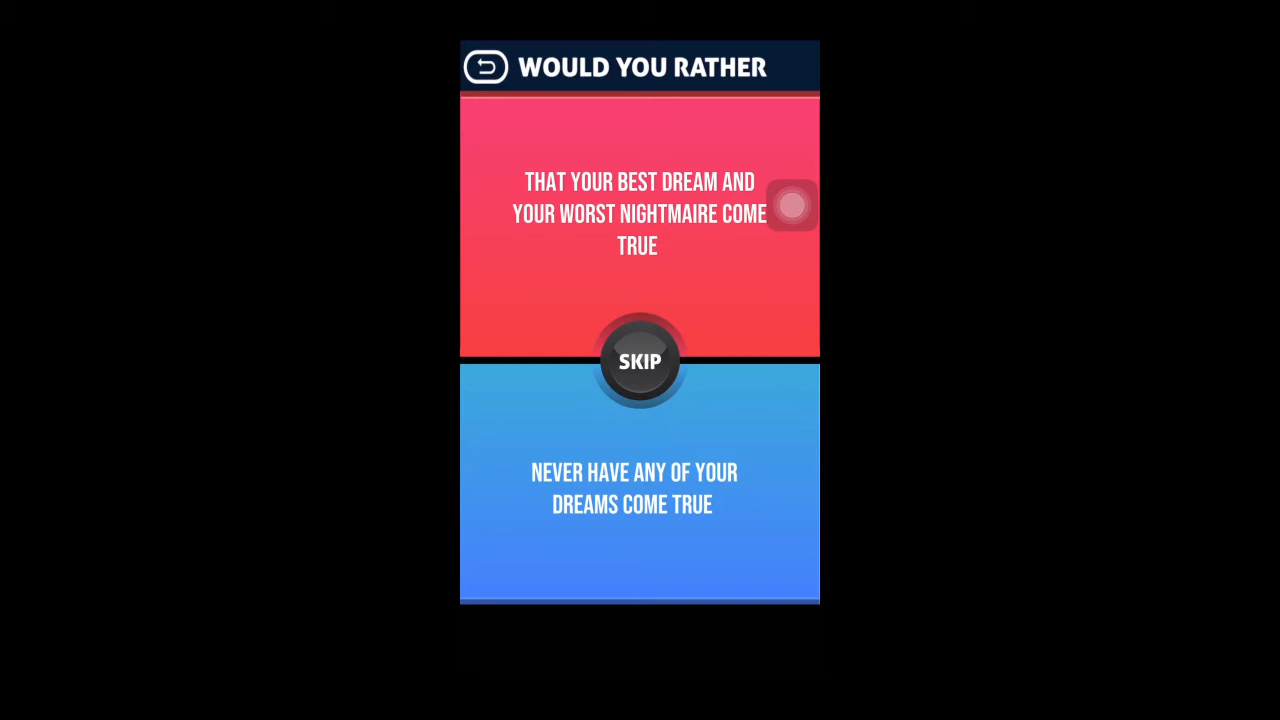 WOULD YOU RATHER
THAT YOUR BEST DREAM AND
YOUR WORST NIGHTMAIRE COME
TRUE
SKIP
NEVER HAVE ANY OF YOUR
DREAMS COME TRUE